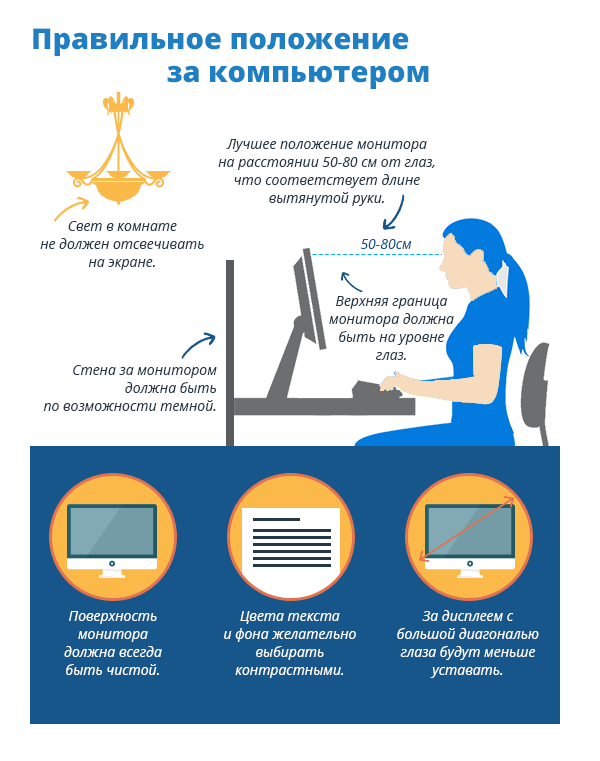 Правильное положение
за компьютером
Лучшее положение монитора
на расстоянии 50-80 см от глаз,
что соответствует длине
вытянутой руки.
Свет в комнате
не должен отсвечивать
на экране.
50-80см
Верхняя граница
монитора должна
быть на уровне
глаз.
Стена за монитором
должна быть
по возможности темной.
Поверхность
монитора
должна всегда
быть чистой.
Цвета текста
и фона желательно
выбирать
контрастными.
За дисплеем с
большой диагональю
глаза будут меньше
уставать.